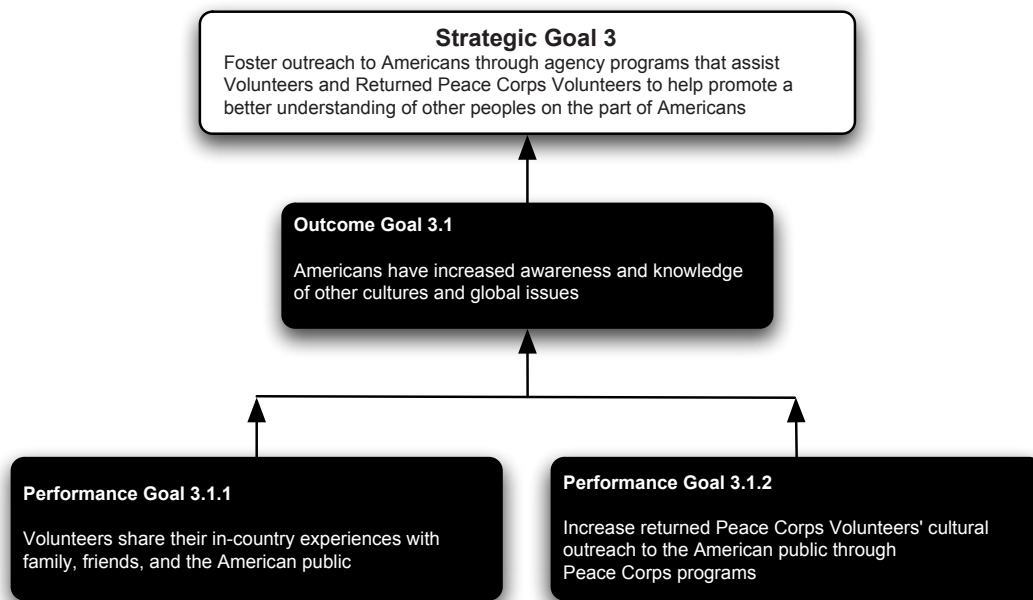 Strategic Goal 3
Foster outreach to Americans through agency programs that assist
Volunteers and Returned Peace Corps Volunteers to help promote a
better understanding of other peoples on the part of Americans
Outcome Goal 3.1
Americans have increased awareness and knowledge
of other cultures and global issues
Performance Goal 3.1.1
Volunteers share their in-country experiences with
family, friends, and the American public
Performance Goal 3.1.2
Increase returned Peace Corps Volunteers' cultural
outreach to the American public through
Peace Corps programs